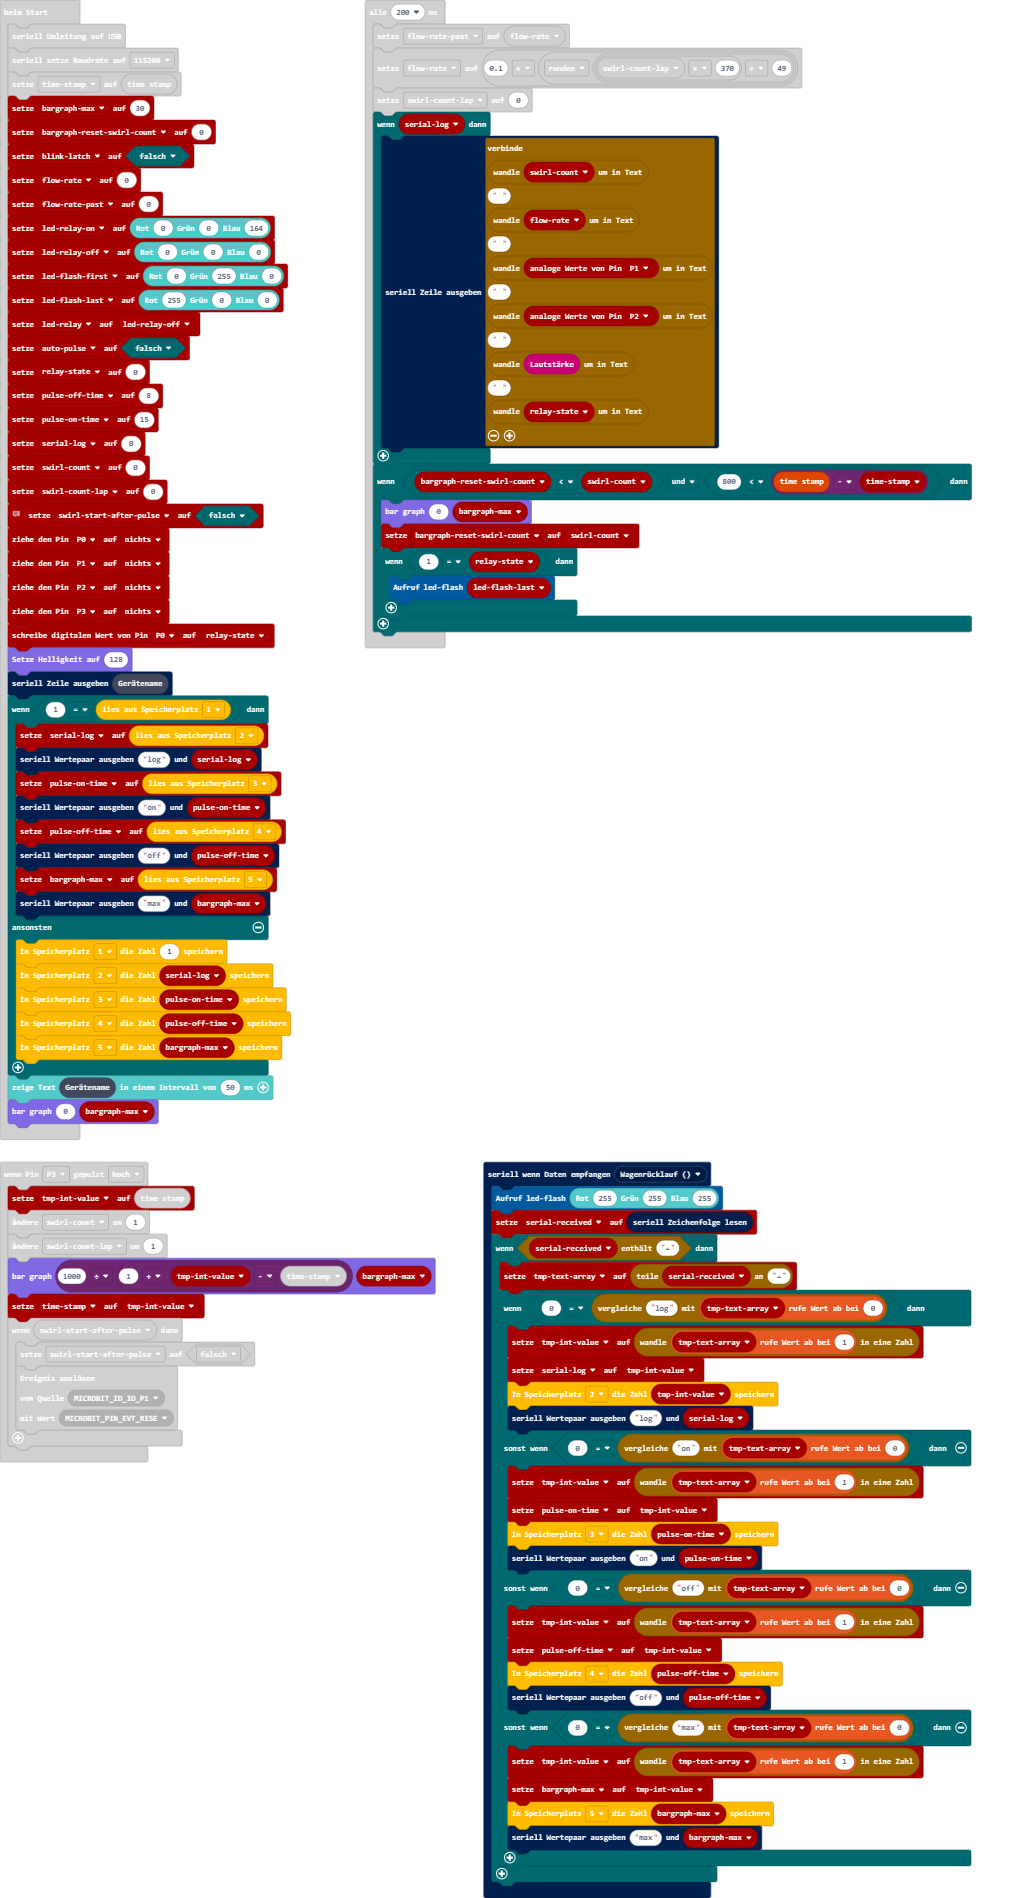 beim Start
seriell Umleitung auf USB
seriell setze Baudrate auf 115200
setze time-stamp auf time stamp
setze bargraph-max auf 30
setze bargraph-reset-swirl-count auf 0
setze blink-latch auf falsch
setze flow-rate auf 0
setze flow-rate-past auf 0
setze led-relay-on auf Rot 0 Grün 0 Blau 164
setze led-relay-off auf Rot 0 Grün 0 Blau 0
setze led-flash-first auf Rot 0 Grün 255 Blau 0
setze led-flash-last auf Rot 255 Grün 0 Blau 0
setze led-relay auf led-relay-off
setze auto-pulse auf falsch
setze relay-state auf 0
setze pulse-off-time auf 8
setze pulse-on-time auf 15
setze serial-log auf 0
setze swirl-count auf 0
setze swirl-count-lap auf 0
setze swirl-start-after-pulse auf falsch
ziehe den Pin P0 auf nichts
ziehe den Pin P1 auf nichts
ziehe den Pin P2 auf nichts
ziehe den Pin P3 auf nichts
schreibe digitalen Wert von Pin P0 auf relay-state
Setze Helligkeit auf 128
seriell Zeile ausgeben Gerätename
wenn 1 = lies aus Speicherplatz 1 dann
setze serial-log auf lies aus Speicherplatz 2
seriell Wertepaar ausgeben "log" und serial-log
setze pulse-on-time auf lies aus Speicherplatz 3
seriell Wertepaar ausgeben "on" und pulse-on-time
setze pulse-off-time auf lies aus Speicherplatz 4
seriell Wertepaar ausgeben "off" und pulse-off-time
setze bargraph-max auf lies aus Speicherplatz 5
seriell Wertepaar ausgeben "max" und bargraph-max
ansonsten
In Speicherplatz 1 die Zahl 1 speichern
In Speicherplatz 2 die Zahl serial-log speichern
In Speicherplatz 3 die Zahl pulse-on-time speichern
In Speicherplatz 4 die Zahl pulse-off-time speichern
In Speicherplatz 5 die Zahl bargraph-max speichern
zeige Text Gerätename in einem Intervall von 50 ms
bar graph 0 bargraph-max
alle 200 ms
setze flow-rate-past auf flow-rate
setze flow-rate auf 0.1 × runden swirl-count-lap × 370 ÷ 49
setze swirl-count-lap auf 0
wenn serial-log dann
seriell Zeile ausgeben
verbinde
wandle swirl-count um in Text
" "
wandle flow-rate um in Text
" "
wandle analoge Werte von Pin P1 um in Text
" "
wandle analoge Werte von Pin P2 um in Text
" "
wandle Lautstärke um in Text
" "
wandle relay-state um in Text
wenn bargraph-reset-swirl-count < swirl-count und 800 < time stamp - time-stamp dann
bar graph 0 bargraph-max
setze bargraph-reset-swirl-count auf swirl-count
wenn 1 = relay-state dann
Aufruf led-flash led-flash-last
wenn Pin P3 gepulst hoch
setze tmp-int-value auf time stamp
ändere swirl-count um 1
ändere swirl-count-lap um 1
bar graph 1000 ÷ 1 ÷ tmp-int-value - time-stamp bargraph-max
setze time-stamp auf tmp-int-value
wenn swirl-start-after-pulse dann
setze swirl-start-after-pulse auf falsch
Ereignis auslösen
von Quelle MICROBIT_ID_IO_P1
mit Wert MICROBIT_PIN_EVT_RISE
seriell wenn Daten empfangen Wagenrücklauf ()
Aufruf led-flash Rot 255 Grün 255 Blau 255
setze serial-received auf seriell Zeichenfolge lesen
wenn serial-received enthält "=" dann
setze tmp-text-array auf teile serial-received an "="
wenn 0 = vergleiche "log" mit tmp-text-array rufe Wert ab bei 0 dann
setze tmp-int-value auf wandle tmp-text-array rufe Wert ab bei 1 in eine Zahl
setze serial-log auf tmp-int-value
In Speicherplatz 2 die Zahl tmp-int-value speichern
seriell Wertepaar ausgeben "log" und serial-log
sonst wenn 0 = vergleiche "on" mit tmp-text-array rufe Wert ab bei 0 dann
setze tmp-int-value auf wandle tmp-text-array rufe Wert ab bei 1 in eine Zahl
setze pulse-on-time auf tmp-int-value
In Speicherplatz 3 die Zahl pulse-on-time speichern
seriell Wertepaar ausgeben "on" und pulse-on-time
sonst wenn 0 = vergleiche "off" mit tmp-text-array rufe Wert ab bei 0 dann
setze tmp-int-value auf wandle tmp-text-array rufe Wert ab bei 1 in eine Zahl
setze pulse-off-time auf tmp-int-value
In Speicherplatz 4 die Zahl pulse-off-time speichern
seriell Wertepaar ausgeben "off" und pulse-off-time
sonst wenn 0 = vergleiche "max" mit tmp-text-array rufe Wert ab bei 0 dann
setze tmp-int-value auf wandle tmp-text-array rufe Wert ab bei 1 in eine Zahl
setze bargraph-max auf tmp-int-value
In Speicherplatz 5 die Zahl bargraph-max speichern
seriell Wertepaar ausgeben "max" und bargraph-max